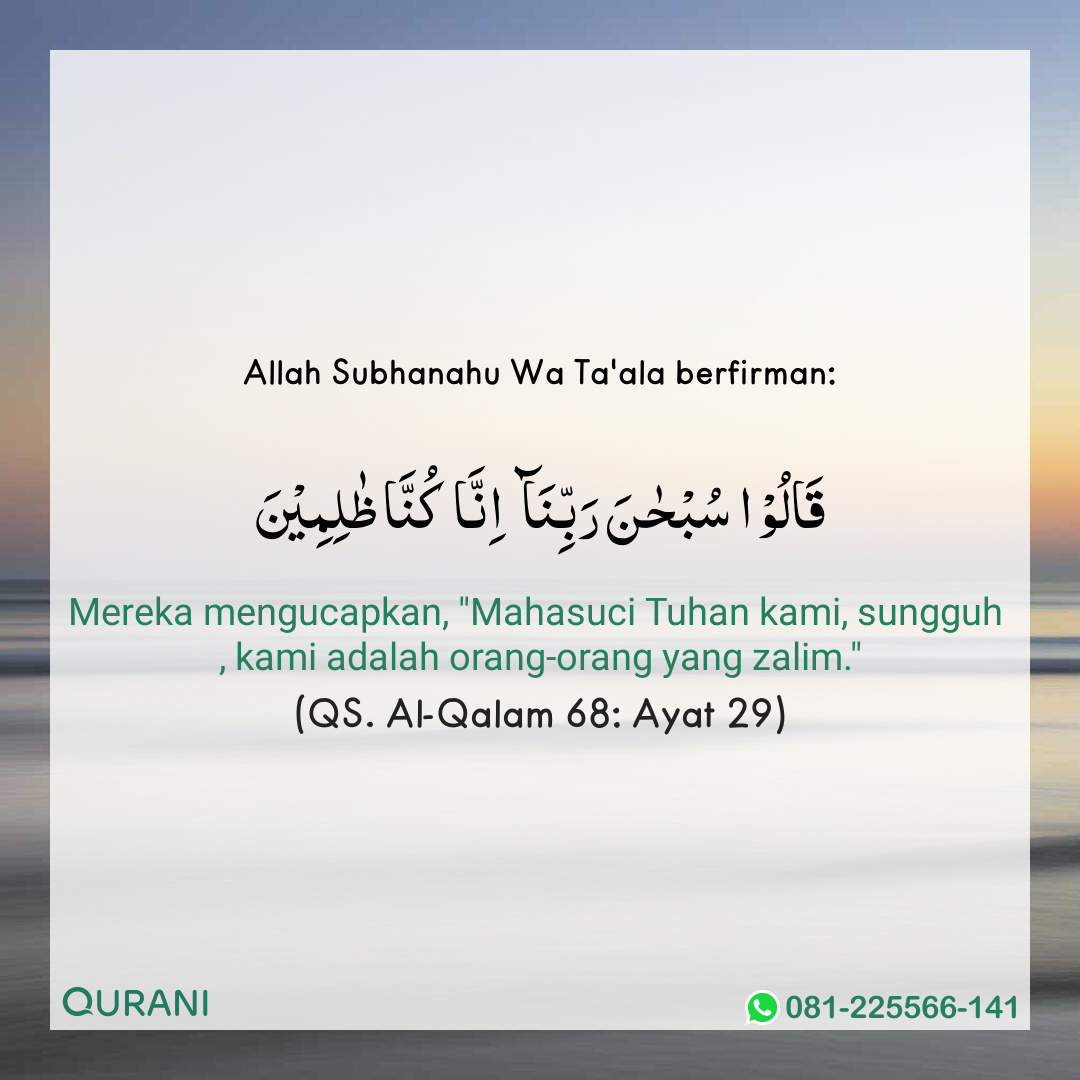 Allah Subhanahu Wa Ta'ala berfirman:
قَالُوْا سُبْحٰنَ رَبِّنَاۤ اِنَّا كُنَّا ظٰلِمِيْنَ
Mereka mengucapkan, "Mahasuci Tuhan kami, sungguh
, kami adalah orang-orang yang zalim."
(QS. Al-Qalam 68: Ayat 29)
QURANI
081-225566-141